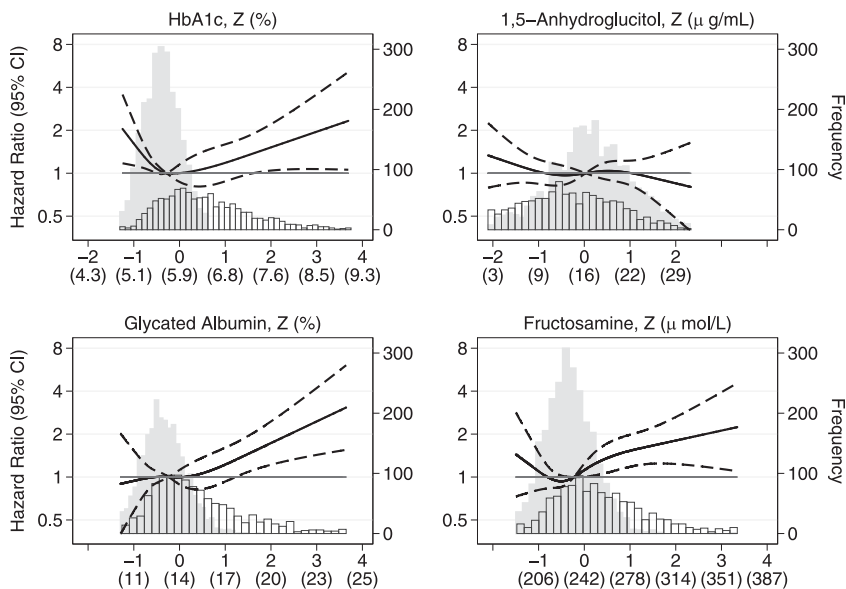 HbA1c, Z (%)
1,5−Anhydroglucitol, Z (μ g/mL)
Hazard Ratio (95% CI)
8
4
2
1
0.5
300
200
100
0
8
4
2
1
0.5
300
200
100
0
Frequency
−2 −1 0 1 2 3 4
(4.3) (5.1) (5.9) (6.8) (7.6) (8.5) (9.3)
−2 −1 0 1 2
(3) (9) (16) (22) (29)
Glycated Albumin, Z (%)
Fructosamine, Z (μ mol/L)
Hazard Ratio (95% CI)
8
4
2
1
0.5
300
200
100
0
8
4
2
1
0.5
300
200
100
0
Frequency
−1 0 1 2 3 4
(11) (14) (17) (20) (23) (25)
−1 0 1 2 3 4
(206) (242) (278) (314) (351) (387)